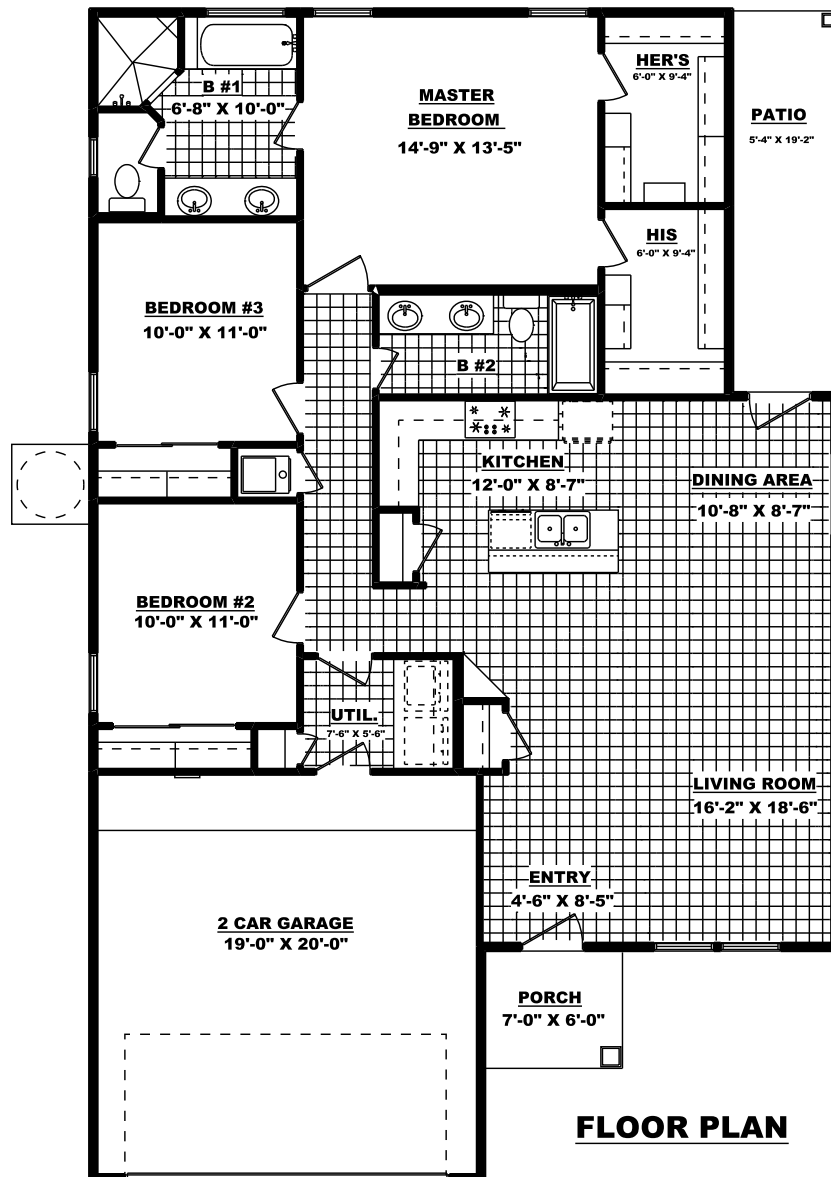 B #1
6'-8" X 10'-0"
MASTER
BEDROOM
14'-9" X 13'-5"
HER'S
6'-0" X 9'-4"
PATIO
5'-4" X 19'-2"
HIS
6'-0" X 9'-4"
BEDROOM #3
10'-0" X 11'-0"
B #2
KITCHEN
12'-0" X 8'-7"
DINING AREA
10'-8" X 8'-7"
BEDROOM #2
10'-0" X 11'-0"
UTIL.
7'-6" X 5'-6"
LIVING ROOM
16'-2" X 18'-6"
ENTRY
4'-6" X 8'-5"
2 CAR GARAGE
19'-0" X 20'-0"
PORCH
7'-0" X 6'-0"
FLOOR PLAN